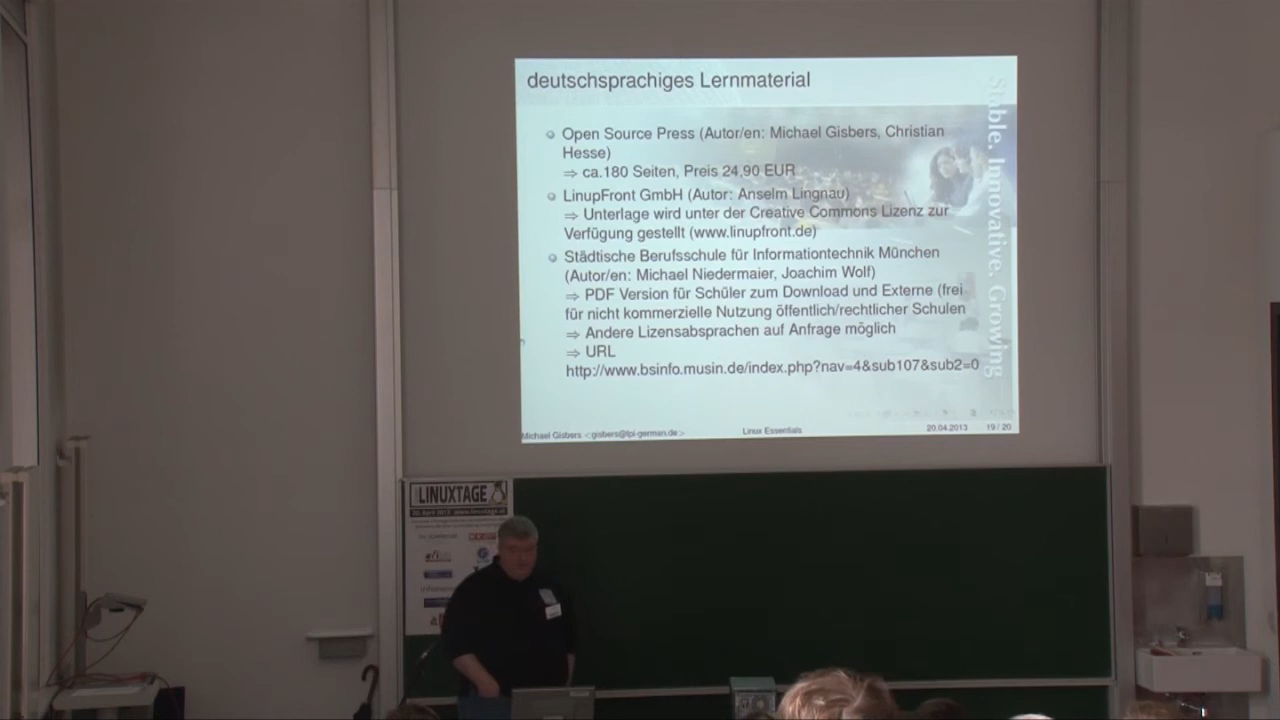 deutschsprachiges Lernmaterial
Open Source Press (Autor/en: Michael Gisbers, Christian
Hesse)
⇒ ca.180 Seiten, Preis 24,90 EUR
LinupFront GmbH (Autor: Anselm Lingnau)
⇒ Unterlage wird unter der Creative Commons Lizenz zur
Verfügung gestellt (www.linupfront.de)
Städtische Berufsschule für Informationtechnik München
(Autor/en: Michael Niedermaier, Joachim Wolf)
⇒ PDF Version für Schüler zum Download und Externe (frei
für nicht kommerzielle Nutzung öffentlich/rechtlicher Schulen
⇒ Andere Lizensabsprachen auf Anfrage möglich
⇒ URL
http://www.bsinfo.musin.de/index.php?nav=4&sub107&sub2=0
Stable. Innovative. Growing
Michael Gisbers <gisbers@lpi-german.de>
Linux Essentials
20.04.2013
19 / 20
LINUXTAGE